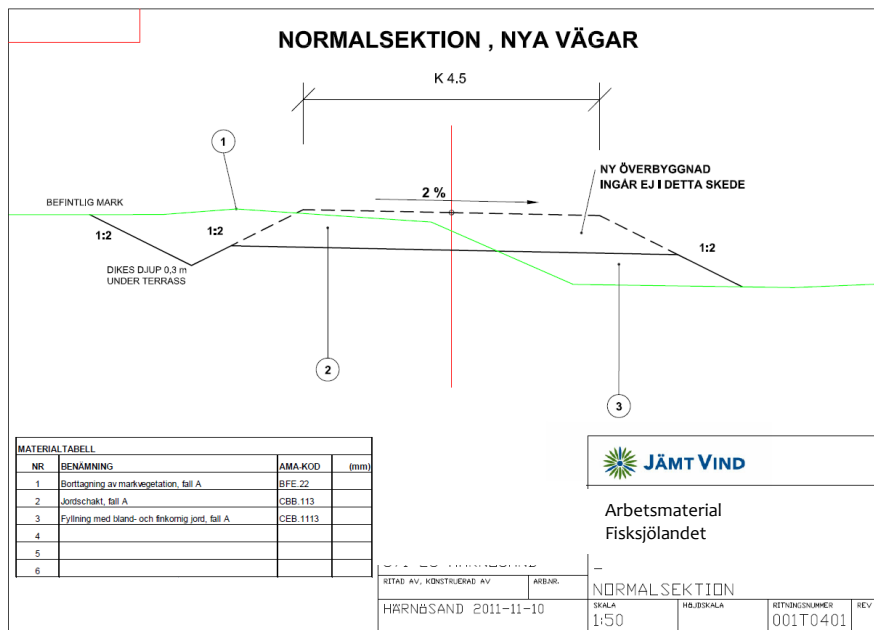 NORMALSEKTION , NYA VÄGAR
K 4.5
1
NY ÖVERBYGGNAD
INGÅR EJ I DETTA SKEDE
2 %
BEFINTLIG MARK
1:2
1:2
1:2
DIKES DJUP 0,3 m
UNDER TERRASS
2
3
MATERIALTABELL
NR BENÄMNING AMA-KOD (mm)
1 Borttagning av markvegetation, fall A BFE.22
2 Jordschakt, fall A CBB.113
3 Fyllning med bland- och finkornig jord, fall A CEB.1113
4
5
6
JÄMTVIND
Arbetsmaterial
Fisksjölandet
RITAD AV, KONSTRUERAD AV ARB.NR.
HÄRNÖSAND 2011-11-10
NORMALSEKTION
SKALA HÖJDSKALA RITNINGSNUMMER REV
1:50 001T0401